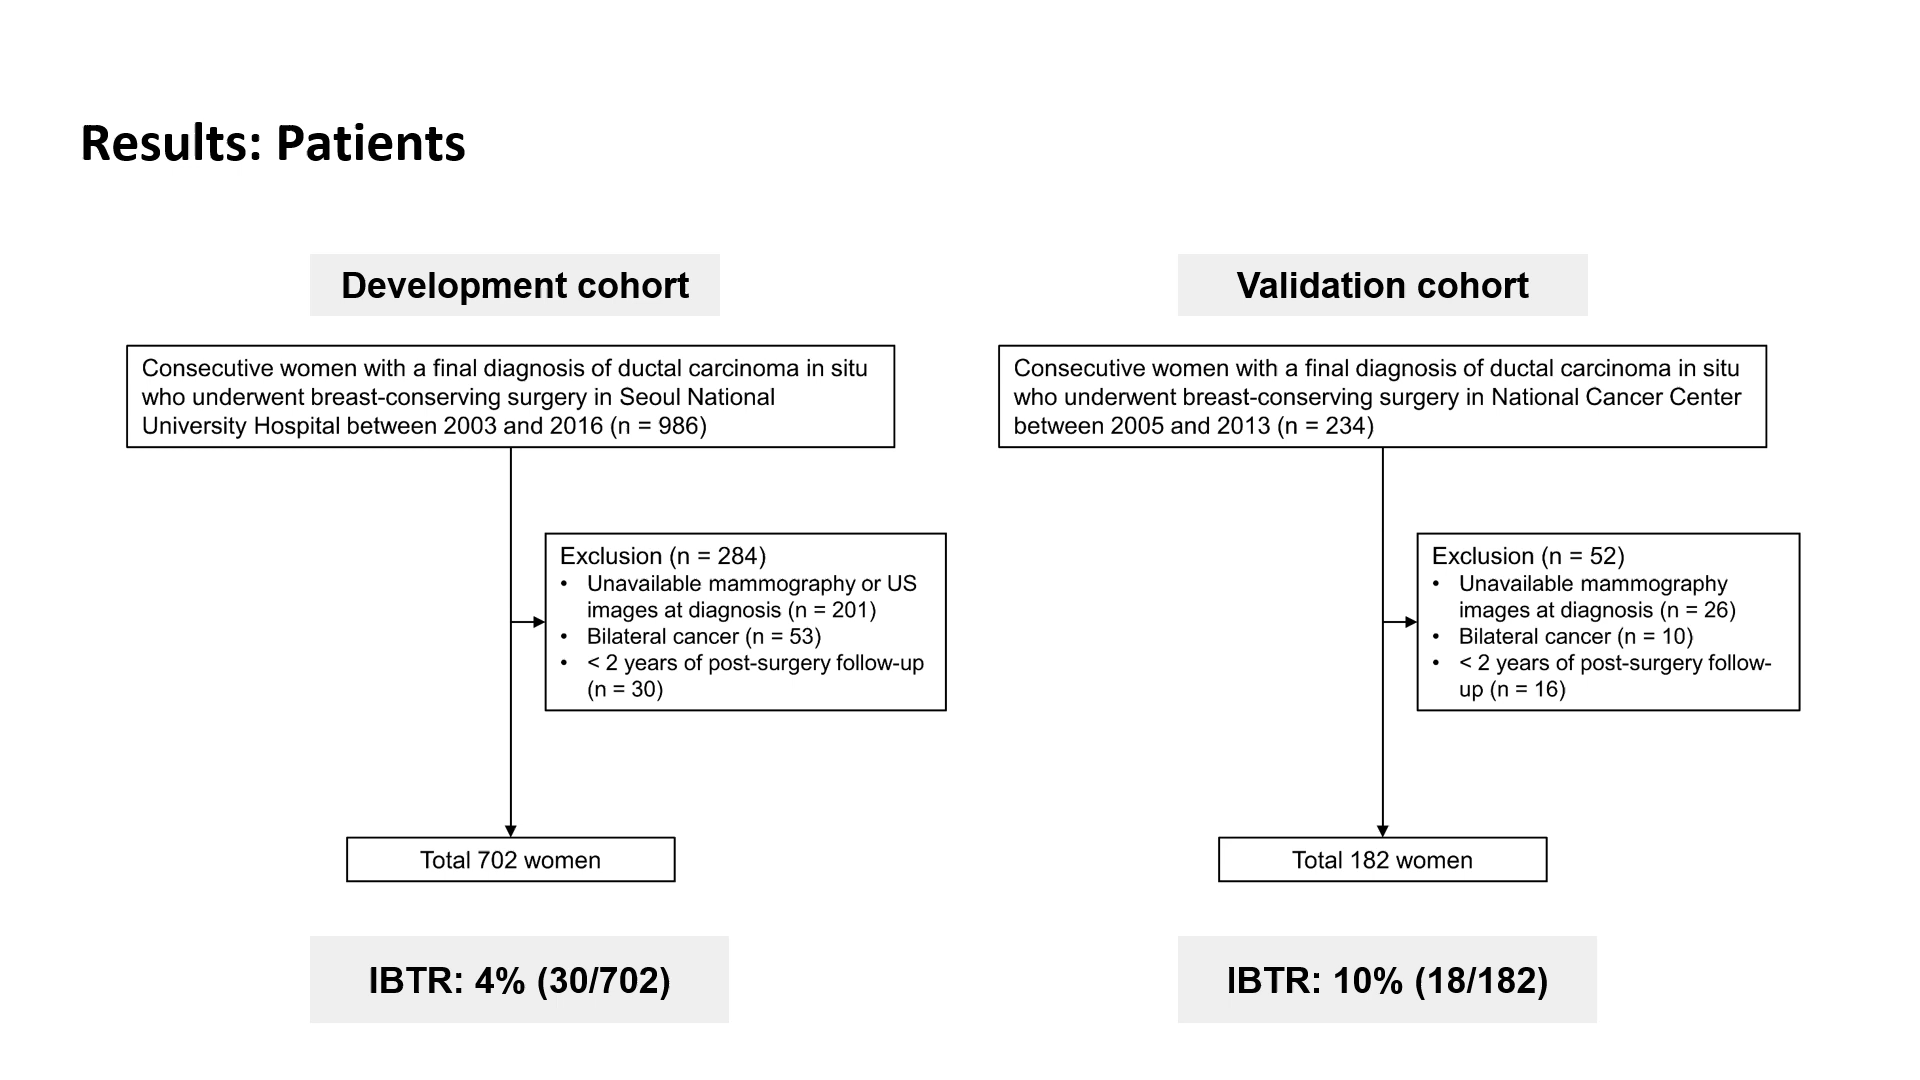 Results: Patients
Development cohort
Consecutive women with a final diagnosis of ductal carcinoma in situ
who underwent breast-conserving surgery in Seoul National
University Hospital between 2003 and 2016 (n = 986)
Exclusion (n = 284)
• Unavailable mammography or US
images at diagnosis (n = 201)
• Bilateral cancer (n = 53)
• < 2 years of post-surgery follow-up
(n = 30)
Total 702 women
IBTR: 4% (30/702)
Validation cohort
Consecutive women with a final diagnosis of ductal carcinoma in situ
who underwent breast-conserving surgery in National Cancer Center
between 2005 and 2013 (n = 234)
Exclusion (n = 52)
• Unavailable mammography
images at diagnosis (n = 26)
• Bilateral cancer (n = 10)
• < 2 years of post-surgery follow-
up (n = 16)
Total 182 women
IBTR: 10% (18/182)